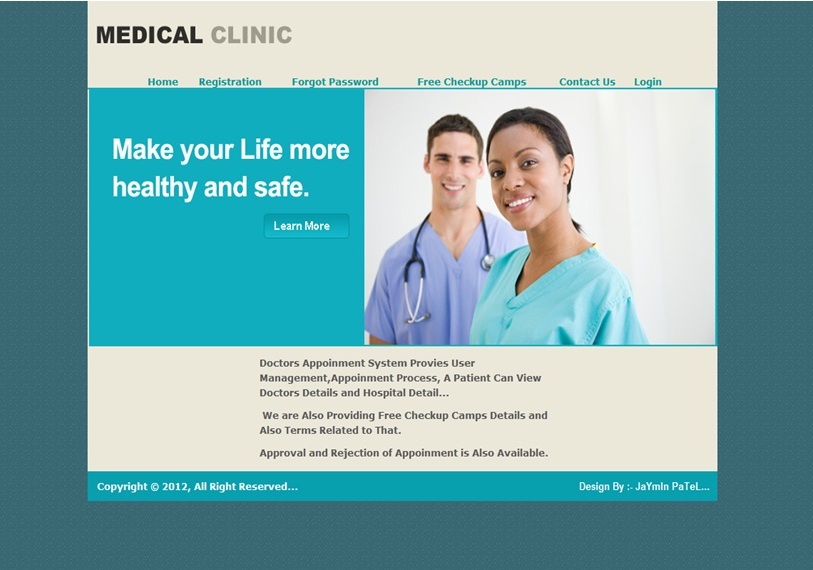 MEDICAL CLINIC
Home Registration Forgot Password Free Checkup Camps Contact Us Login
Make your Life more
healthy and safe.
Learn More
Doctors Appoinment System Provies User
Management,Appoinment Process, A Patient Can View
Doctors Details and Hospital Detail...
We are Also Providing Free Checkup Camps Details and
Also Terms Related to That.
Approval and Rejection of Appoinment is Also Available.
Copyright © 2012, All Right Reserved... Design By :- JaYmIn PaTeL...